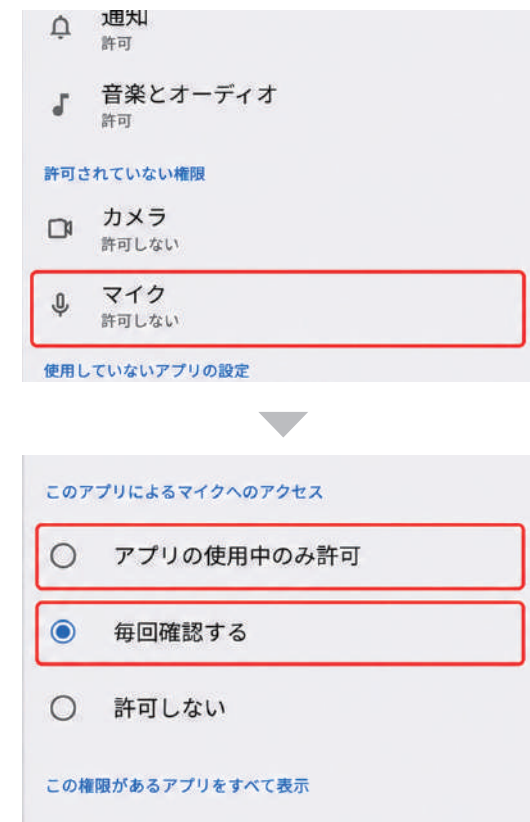 通知
許可
音楽とオーディオ
許可
許可されていない権限
カメラ
許可しない
マイク
許可しない
使用していないアプリの設定
このアプリによるマイクへのアクセス
アプリの使用中のみ許可
毎回確認する
許可しない
この権限があるアプリをすべて表示